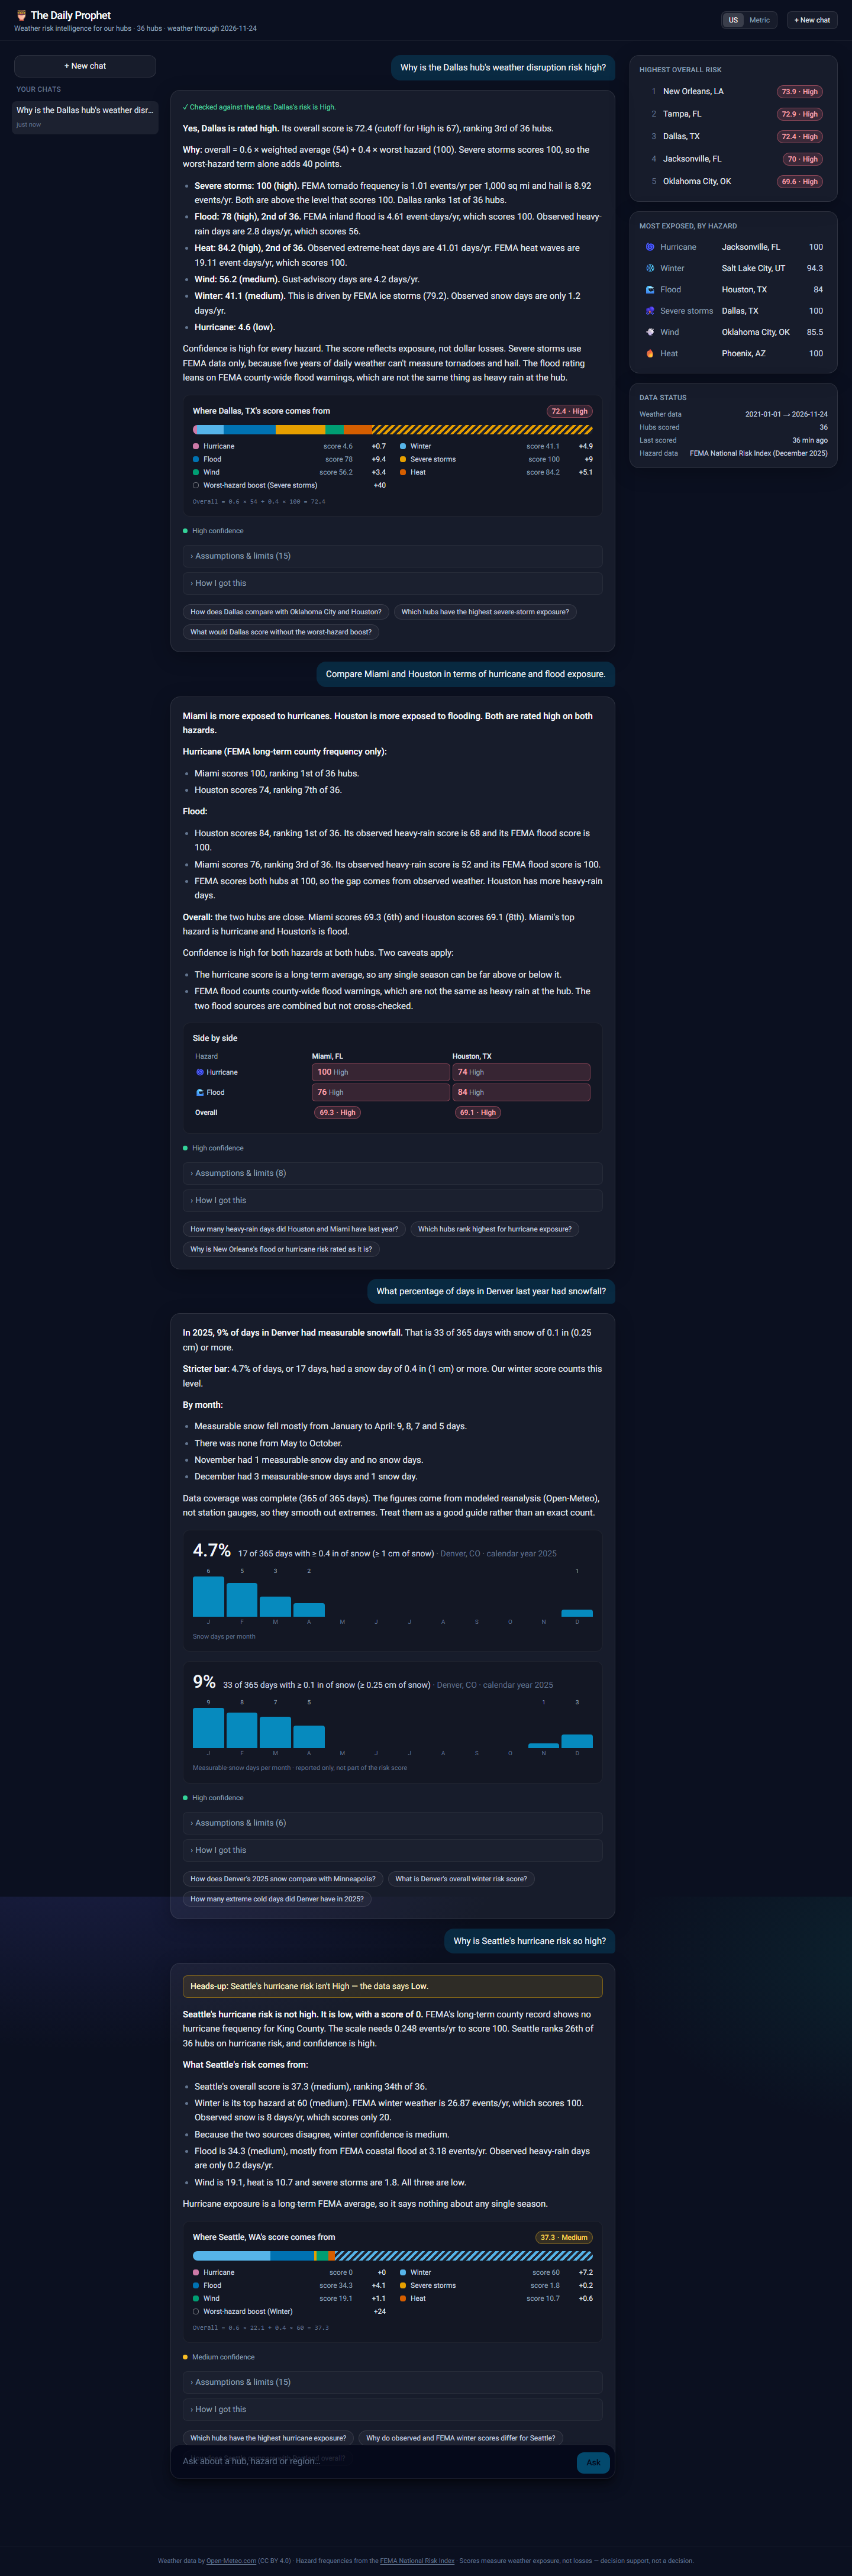 The Daily Prophet
Weather risk intelligence for our hubs · 36 hubs · weather through 2026-11-24
US Metric + New chat
+ New chat
YOUR CHATS
Why is the Dallas hub's weather disr...
just now
Why is the Dallas hub's weather disruption risk high?
✓ Checked against the data: Dallas's risk is High.
Yes, Dallas is rated high. Its overall score is 72.4 (cutoff for High is 67), ranking 3rd of 36 hubs.
Why: overall = 0.6 × weighted average (54) + 0.4 × worst hazard (100). Severe storms scores 100, so the
worst-hazard term alone adds 40 points.
• Severe storms: 100 (high). FEMA tornado frequency is 1.01 events/yr per 1,000 sq mi and hail is 8.92
events/yr. Both are above the level that scores 100. Dallas ranks 1st of 36 hubs.
• Flood: 78 (high), 2nd of 36. FEMA inland flood is 4.61 event-days/yr, which scores 100. Observed heavy-
rain days are 2.8 days/yr, which scores 56.
• Heat: 84.2 (high), 2nd of 36. Observed extreme-heat days are 41.01 days/yr. FEMA heat waves are
19.11 event-days/yr, which scores 100.
• Wind: 56.2 (medium). Gust-advisory days are 4.2 days/yr.
• Winter: 41.1 (medium). This is driven by FEMA ice storms (79.2). Observed snow days are only 1.2
days/yr.
• Hurricane: 4.6 (low).
Confidence is high for every hazard. The score reflects exposure, not dollar losses. Severe storms use
FEMA data only, because five years of daily weather can't measure tornadoes and hail. The flood rating
leans on FEMA county-wide flood warnings, which are not the same thing as heavy rain at the hub.
Where Dallas, TX's score comes from 72.4 · High
Hurricane score 4.6 +0.7 Winter score 41.1 +4.9
Flood score 78 +9.4 Severe storms score 100 +9
Wind score 56.2 +3.4 Heat score 84.2 +5.1
Worst-hazard boost (Severe storms) +40
Overall = 0.6 × 54 + 0.4 × 100 = 72.4
High confidence
› Assumptions & limits (15)
› How I got this
How does Dallas compare with Oklahoma City and Houston? Which hubs have the highest severe-storm exposure?
What would Dallas score without the worst-hazard boost?
Compare Miami and Houston in terms of hurricane and flood exposure.
Miami is more exposed to hurricanes. Houston is more exposed to flooding. Both are rated high on both
hazards.
Hurricane (FEMA long-term county frequency only):
• Miami scores 100, ranking 1st of 36 hubs.
• Houston scores 74, ranking 7th of 36.
Flood:
• Houston scores 84, ranking 1st of 36. Its observed heavy-rain score is 68 and its FEMA flood score is
100.
• Miami scores 76, ranking 3rd of 36. Its observed heavy-rain score is 52 and its FEMA flood score is 100.
• FEMA scores both hubs at 100, so the gap comes from observed weather. Houston has more heavy-rain
days.
Overall: the two hubs are close. Miami scores 69.3 (6th) and Houston scores 69.1 (8th). Miami's top
hazard is hurricane and Houston's is flood.
Confidence is high for both hazards at both hubs. Two caveats apply:
• The hurricane score is a long-term average, so any single season can be far above or below it.
• FEMA flood counts county-wide flood warnings, which are not the same as heavy rain at the hub. The
two flood sources are combined but not cross-checked.
Side by side
Hazard Miami, FL Houston, TX
Hurricane 100 High 74 High
Flood 76 High 84 High
Overall 69.3 · High 69.1 · High
High confidence
› Assumptions & limits (8)
› How I got this
How many heavy-rain days did Houston and Miami have last year? Which hubs rank highest for hurricane exposure?
Why is New Orleans's flood or hurricane risk rated as it is?
What percentage of days in Denver last year had snowfall?
In 2025, 9% of days in Denver had measurable snowfall. That is 33 of 365 days with snow of 0.1 in (0.25
cm) or more.
Stricter bar: 4.7% of days, or 17 days, had a snow day of 0.4 in (1 cm) or more. Our winter score counts this
level.
By month:
• Measurable snow fell mostly from January to April: 9, 8, 7 and 5 days.
• There was none from May to October.
• November had 1 measurable-snow day and no snow days.
• December had 3 measurable-snow days and 1 snow day.
Data coverage was complete (365 of 365 days). The figures come from modeled reanalysis (Open-Meteo),
not station gauges, so they smooth out extremes. Treat them as a good guide rather than an exact count.
4.7% 17 of 365 days with ≥ 0.4 in of snow (≥ 1 cm of snow) · Denver, CO · calendar year 2025
6 5 3 2 1
J F M A M J J A S O N D
Snow days per month
9% 33 of 365 days with ≥ 0.1 in of snow (≥ 0.25 cm of snow) · Denver, CO · calendar year 2025
9 8 7 5 1 3
J F M A M J J A S O N D
Measurable-snow days per month · reported only, not part of the risk score
High confidence
› Assumptions & limits (6)
› How I got this
How does Denver's 2025 snow compare with Minneapolis? What is Denver's overall winter risk score?
How many extreme cold days did Denver have in 2025?
Why is Seattle's hurricane risk so high?
Heads-up: Seattle's hurricane risk isn't High — the data says Low.
Seattle's hurricane risk is not high. It is low, with a score of 0. FEMA's long-term county record shows no
hurricane frequency for King County. The scale needs 0.248 events/yr to score 100. Seattle ranks 26th of
36 hubs on hurricane risk, and confidence is high.
What Seattle's risk comes from:
• Seattle's overall score is 37.3 (medium), ranking 34th of 36.
• Winter is its top hazard at 60 (medium). FEMA winter weather is 26.87 events/yr, which scores 100.
Observed snow is 8 days/yr, which scores only 20.
• Because the two sources disagree, winter confidence is medium.
• Flood is 34.3 (medium), mostly from FEMA coastal flood at 3.18 events/yr. Observed heavy-rain days
are only 0.2 days/yr.
• Wind is 19.1, heat is 10.7 and severe storms are 1.8. All three are low.
Hurricane exposure is a long-term FEMA average, so it says nothing about any single season.
Where Seattle, WA's score comes from 37.3 · Medium
Hurricane score 0 +0 Winter score 60 +7.2
Flood score 34.3 +4.1 Severe storms score 1.8 +0.2
Wind score 19.1 +1.1 Heat score 10.7 +0.6
Worst-hazard boost (Winter) +24
Overall = 0.6 × 22.1 + 0.4 × 60 = 37.3
Medium confidence
› Assumptions & limits (15)
› How I got this
Which hubs have the highest hurricane exposure? Why do observed and FEMA winter scores differ for Seattle?
Ask about a hub, hazard or region... Ask
HIGHEST OVERALL RISK
1 New Orleans, LA 73.9 · High
2 Tampa, FL 72.9 · High
3 Dallas, TX 72.4 · High
4 Jacksonville, FL 70 · High
5 Oklahoma City, OK 69.6 · High
MOST EXPOSED, BY HAZARD
Hurricane Jacksonville, FL 100
Winter Salt Lake City, UT 94.3
Flood Houston, TX 84
Severe storms Dallas, TX 100
Wind Oklahoma City, OK 85.5
Heat Phoenix, AZ 100
DATA STATUS
Weather data 2021-01-01 → 2026-11-24
Hubs scored 36
Last scored 36 min ago
Hazard data FEMA National Risk Index (December 2025)
Weather data by Open-Meteo.com (CC BY 4.0) · Hazard frequencies from the FEMA National Risk Index · Scores measure weather exposure, not losses — decision support, not a decision.